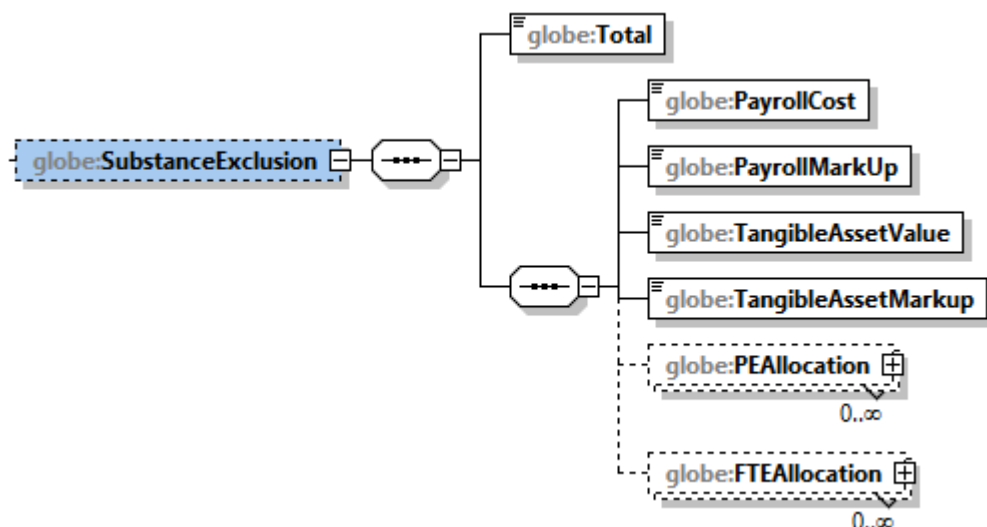 globe:Total
globe:PayrollCost
globe:SubstanceExclusion
globe:PayrollMarkUp
globe:TangibleAssetValue
globe:TangibleAssetMarkup
globe:PEAllocation
0..∞
globe:FTEAllocation
0..∞